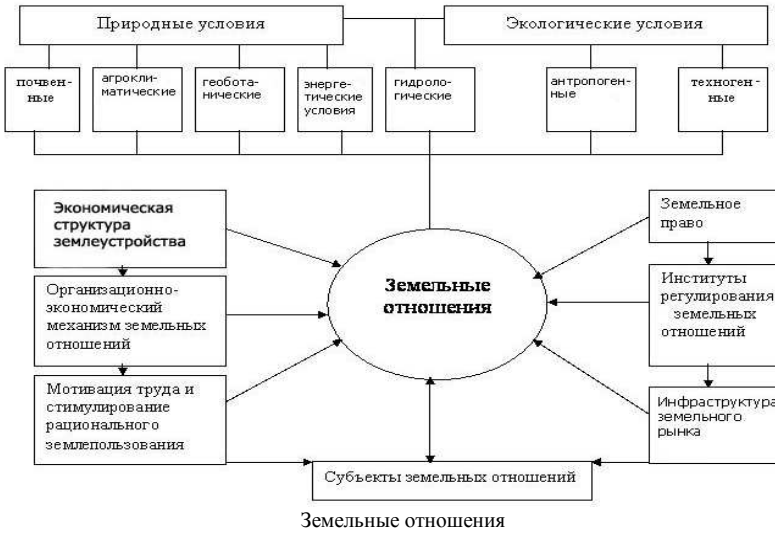 Природные условия
Экологические условия
почвен-
ные
агрокли-
матические
геобота-
нические
энерге-
тические
условия
гидроло-
гические
антропоген-
ные
техноген-
ные
Экономическая
структура
землеустройства
Организационно-
экономический
механизм земельных
отношений
Мотивация труда и
стимулирование
рационального
землепользования
Земельные
отношения
Земельное
право
Институты
регулирования
земельных
отношений
Инфраструктура
земельного
рынка
Субъекты земельных отношений
Земельные отношения